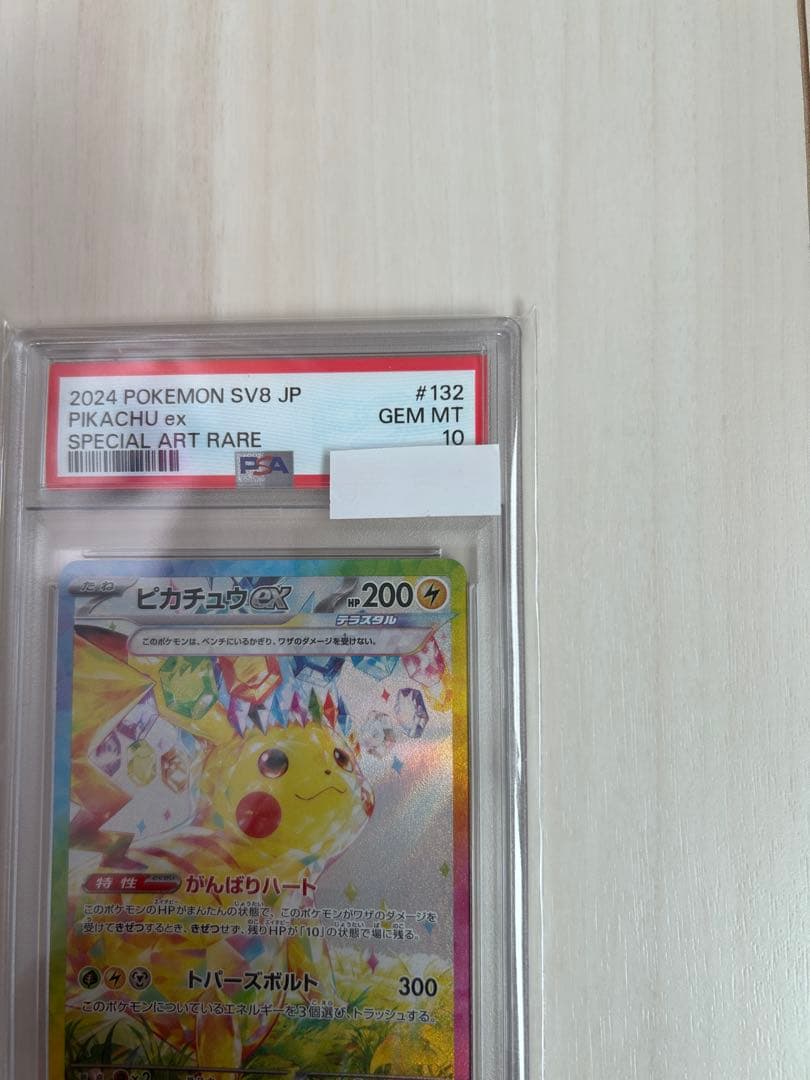 2024 POKEMON SV8 JP #132
PIKACHU ex GEM MT
SPECIAL ART RARE 10
PSA
たね ピカチュウex HP200
テラスタル
このポケモンは、ベンチにいるかぎり、ワザのダメージを受けない。
特性 がんばりハート
このポケモンのHPがまんたんの状態で、このポケモンがワザのダメージを
受けてきぜつするとき、きぜつせず、残りHPが「10」の状態で場に残る。
トパーズボルト 300
このポケモンについているエネルギーを3個選び、トラッシュする。
×2